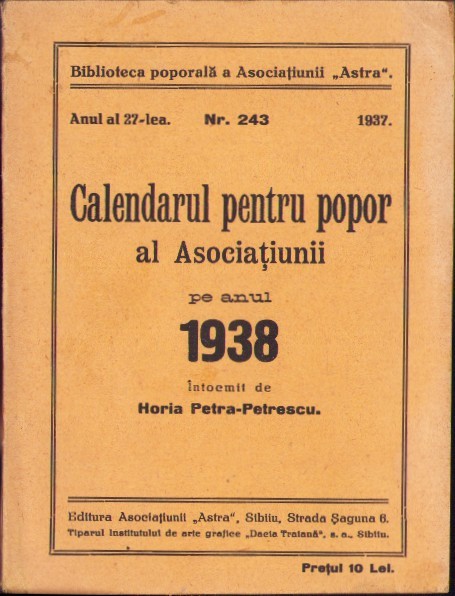 Biblioteca poporală a Asociațiunii „Astra".
Anul al 27-lea. Nr. 243 1937.
Calendarul pentru popor
al Asociațiunii
pe anul
1938
Întocmit de
Horia Petra-Petrescu.
Editura Asociațiunii „Astra", Sibiiu, Strada Șaguna 6.
Tiparul Institutului de arte grafice „Dacia Traiană", s. a., Sibiiu.
Prețul 10 Lei.